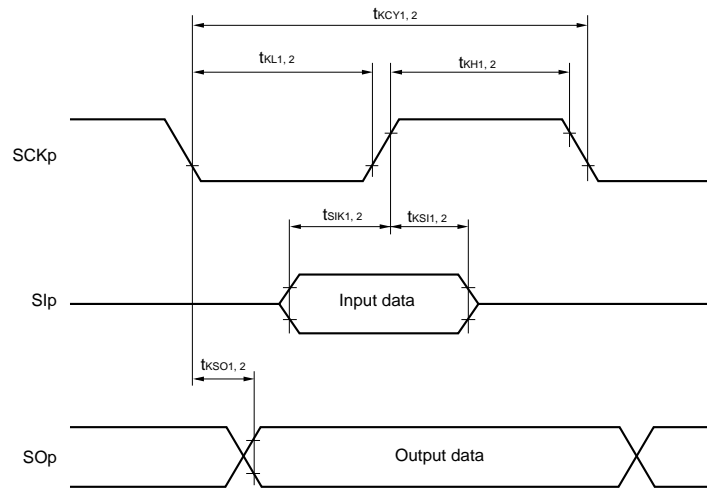 tKCY1, 2
tKL1, 2
tKH1, 2
SCKp
tSIK1, 2
tKSI1, 2
SIp
Input data
tKSO1, 2
SOp
Output data